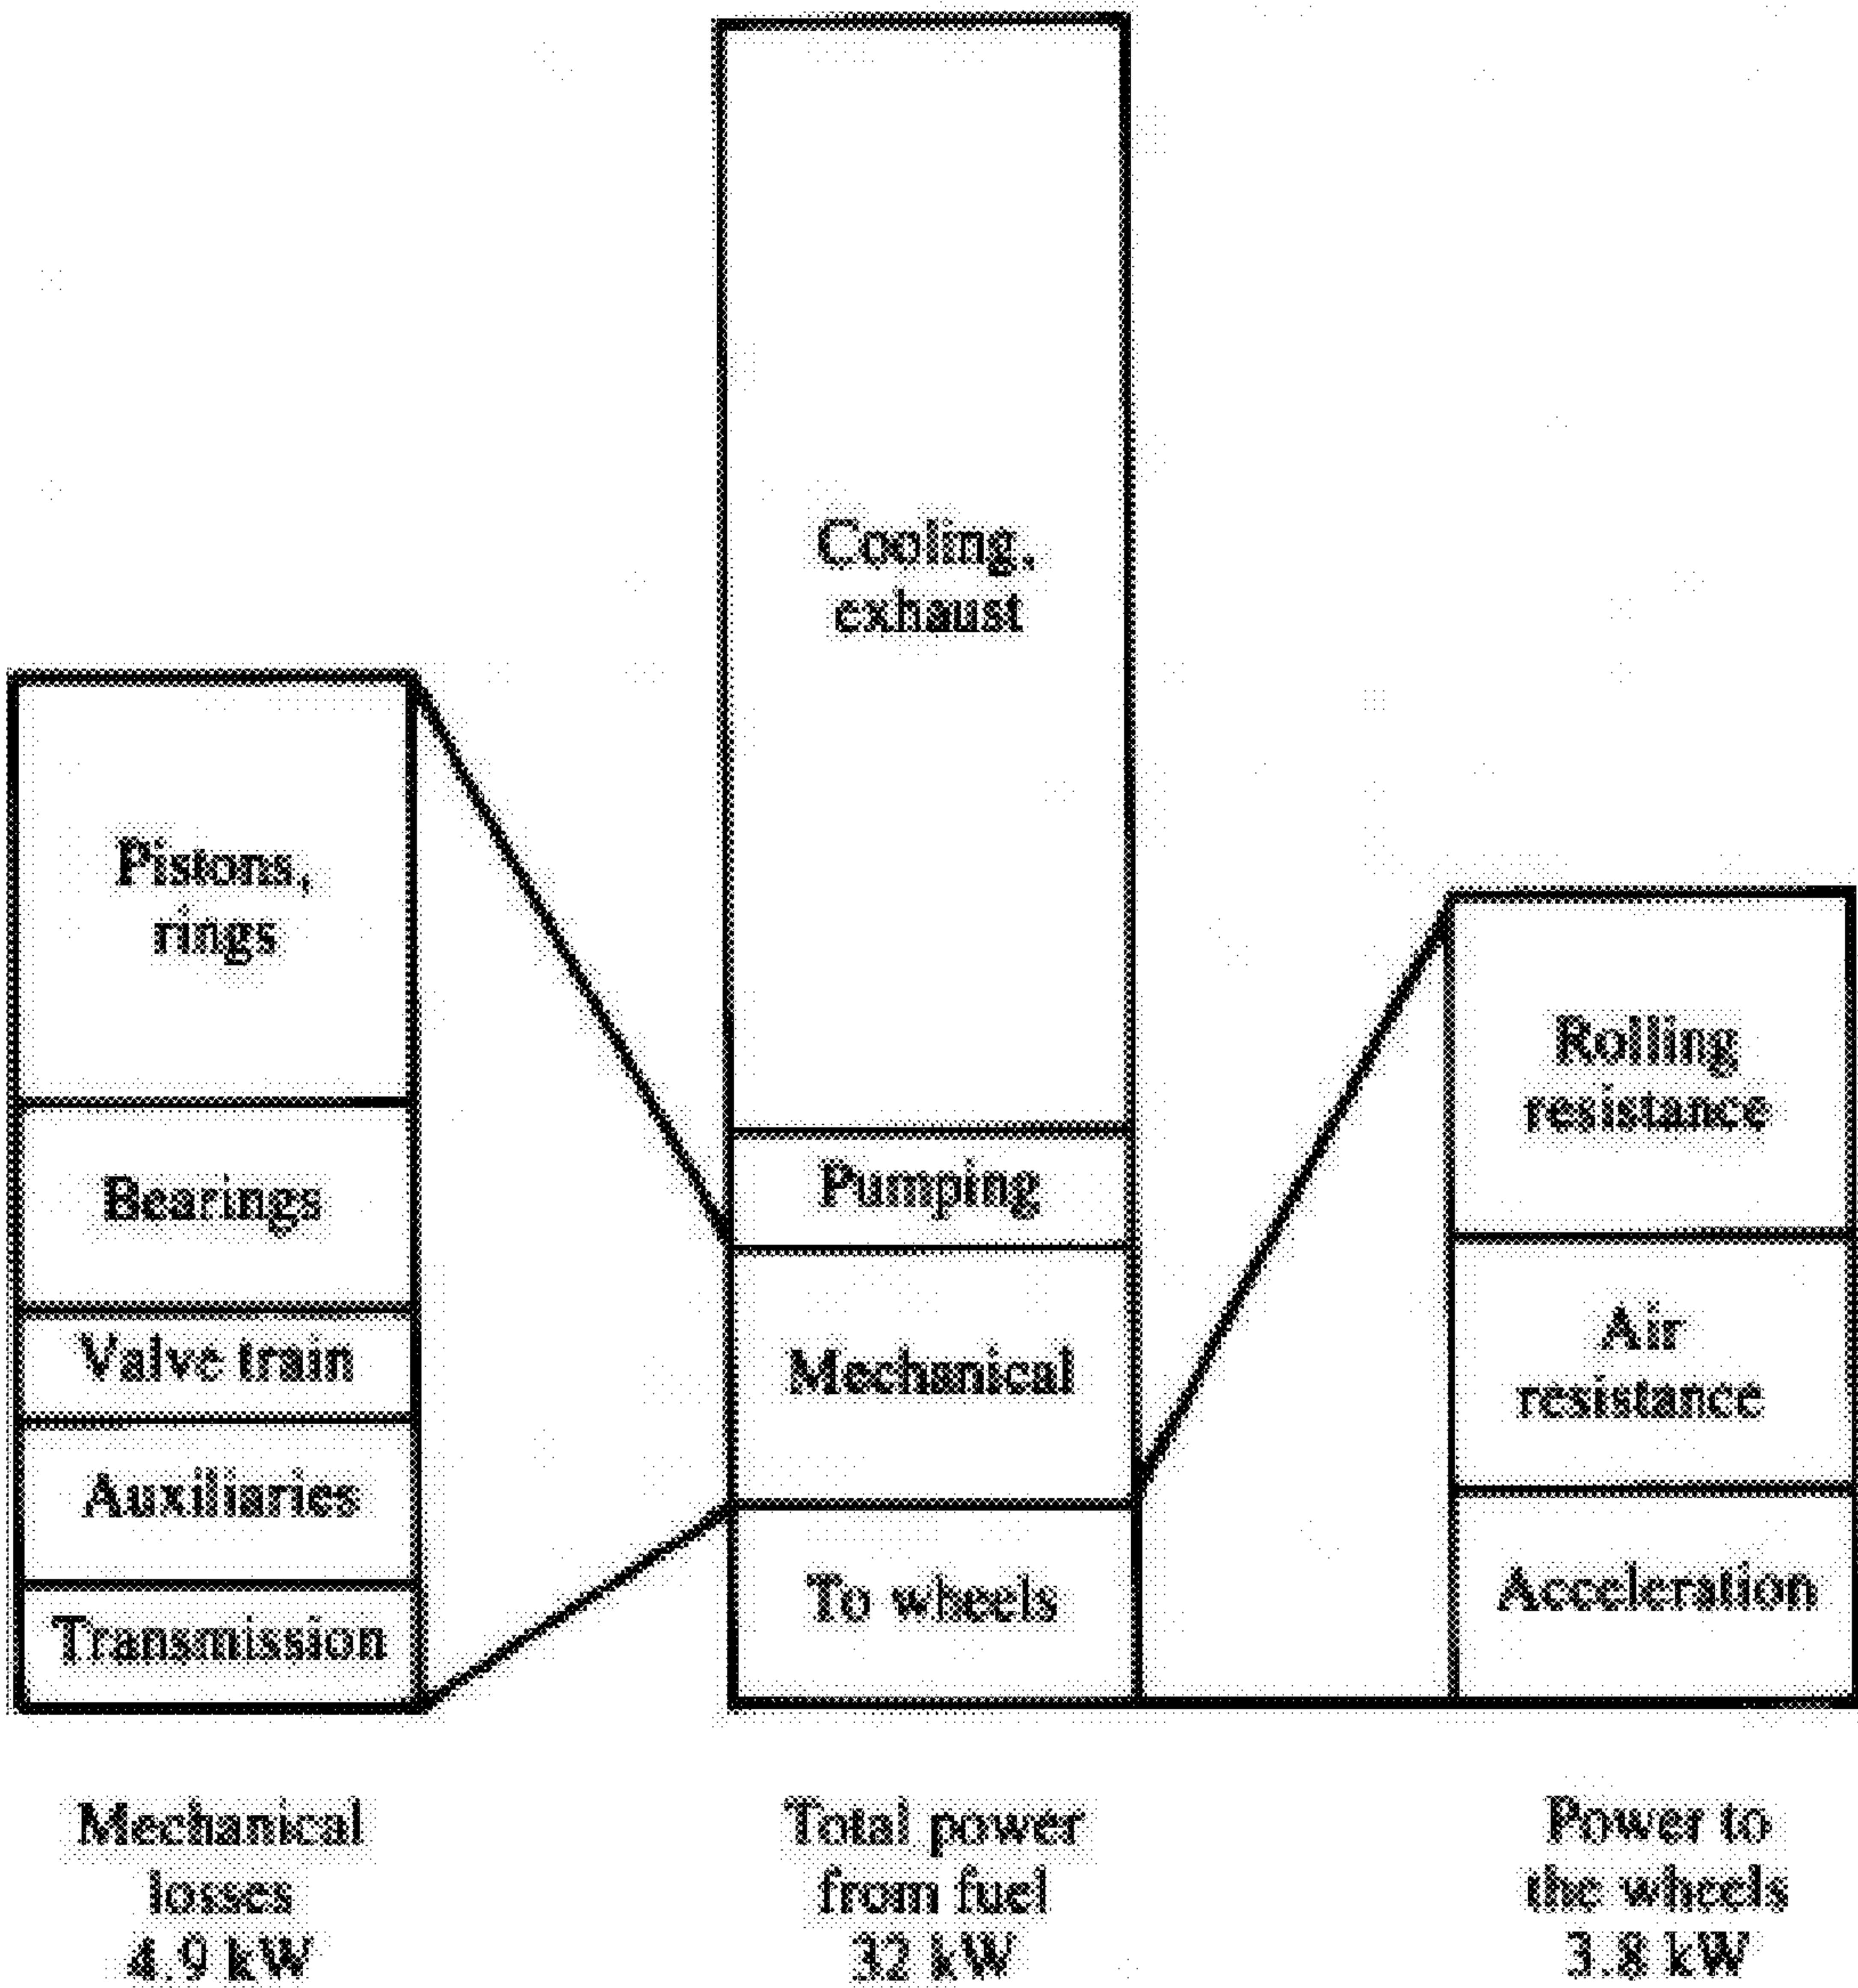 Pistons,
rings
Bearings
Valve train
Auxiliaries
Transmission
Mechanical
losses
4.9 kW
Cooling,
exhaust
Pumping
Mechanical
To wheels
Total power
from fuel
32 kW
Rolling
resistance
Air
resistance
Acceleration
Power to
the wheels
3.8 kW